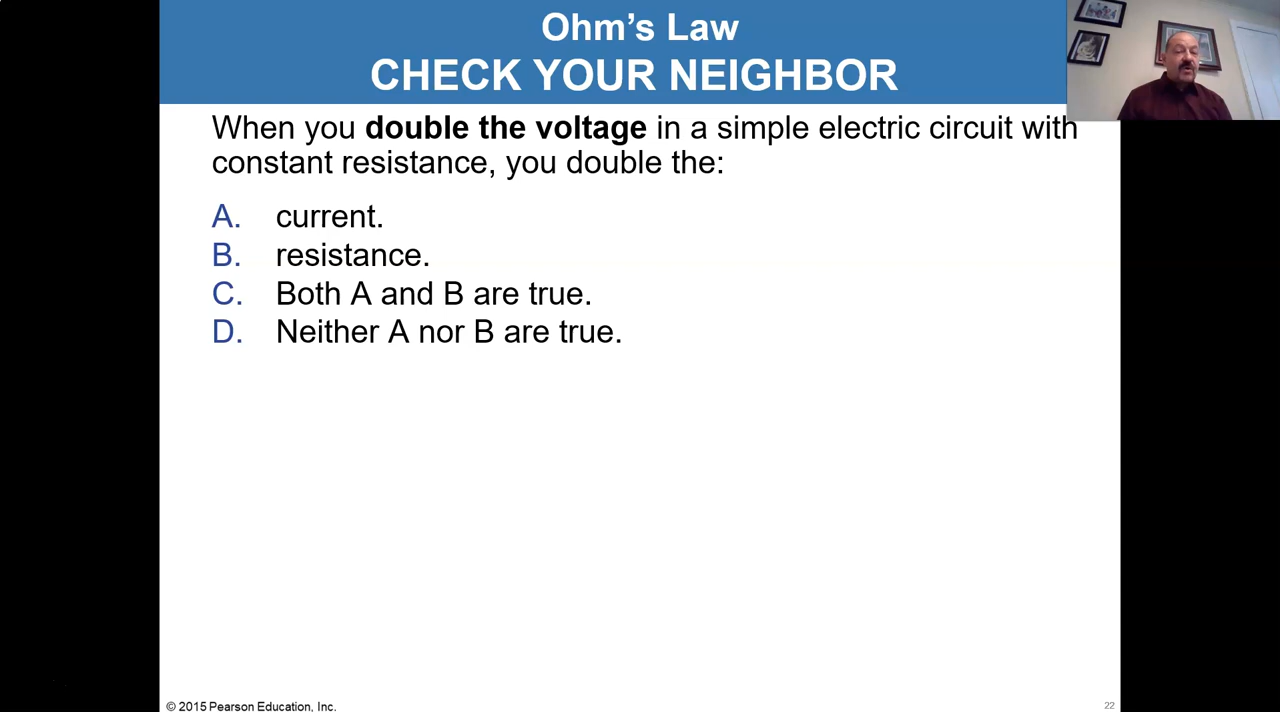 Ohm’s Law
CHECK YOUR NEIGHBOR
When you double the voltage in a simple electric circuit with
constant resistance, you double the:
A. current.
B. resistance.
C. Both A and B are true.
D. Neither A nor B are true.
© 2015 Pearson Education, Inc.
22